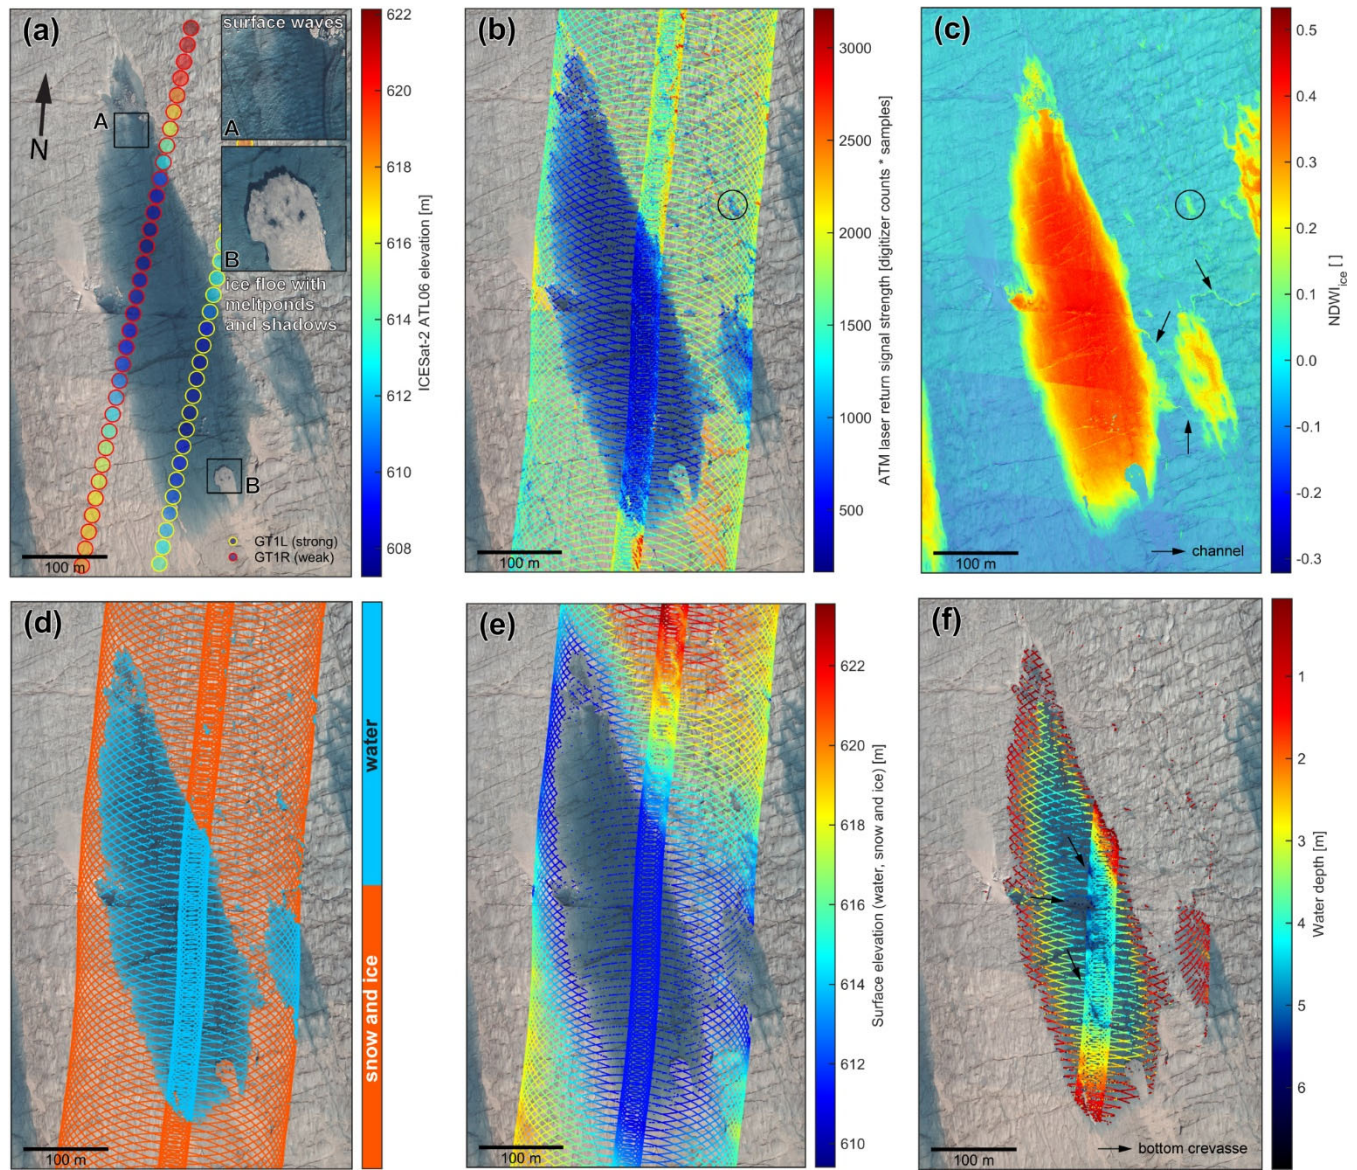 (a)
surface waves
A
N
A
B
ice floe with
meltponds
and shadows
B
GT1L (strong)
GT1R (weak)
100 m
622
620
618
616
614
612
610
608
ICESat-2 ATL06 elevation [m]
(b)
100 m
3000
2500
2000
1500
1000
500
ATM laser return signal strength [digitizer counts * samples]
(c)
100 m
channel
0.5
0.4
0.3
0.2
0.1
0.0
-0.1
-0.2
-0.3
NDWIice [ ]
(d)
100 m
water
snow and ice
(e)
100 m
622
620
618
616
614
612
610
Surface elevation (water, snow and ice) [m]
(f)
100 m
bottom crevasse
1
2
3
4
5
6
Water depth [m]